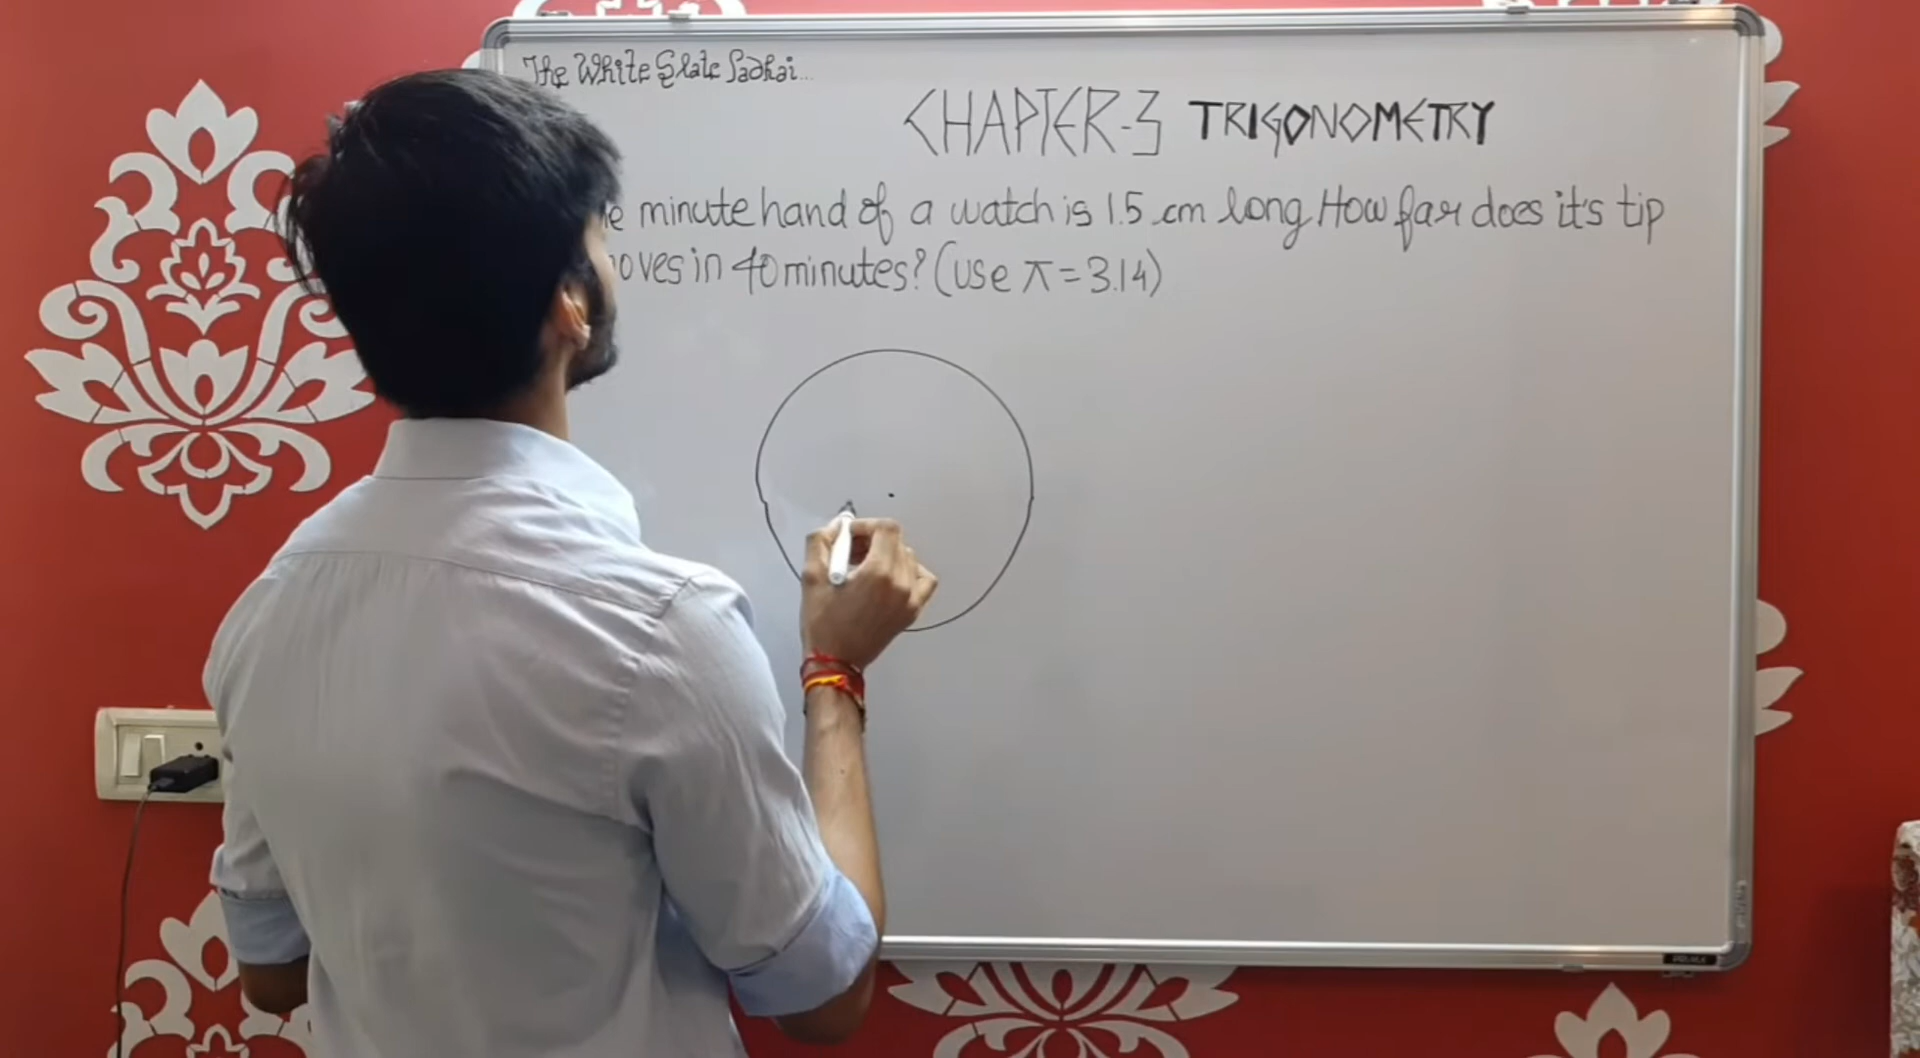 The White Slate Padhai...
CHAPTER-3 TRIGONOMETRY
minute hand of a watch is 1.5 cm long. How far does it's tip
in 40 minutes? (use π = 3.14)